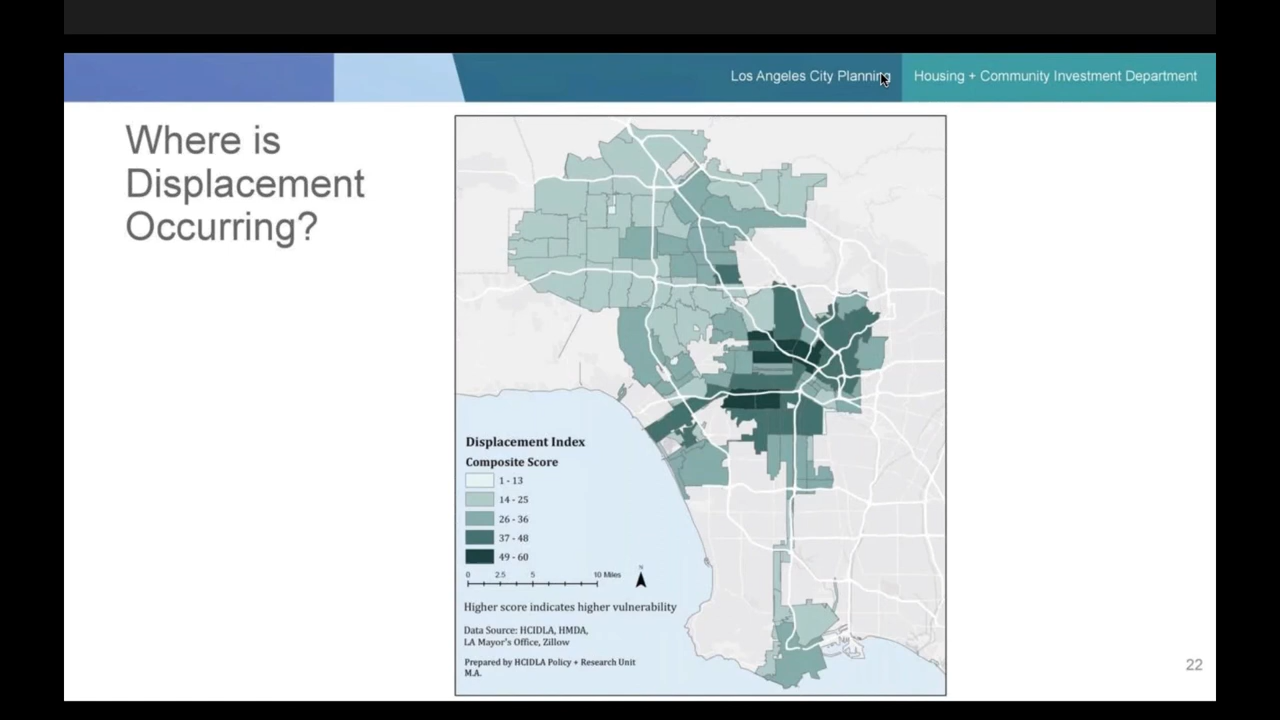 Los Angeles City Planning
Housing + Community Investment Department
Where is
Displacement
Occurring?
Displacement Index
Composite Score
1 - 13
14 - 25
26 - 36
37 - 48
49 - 60
0 2.5 5 10 Miles
N
Higher score indicates higher vulnerability
Data Source: HCIDLA, HMDA,
LA Mayor's Office, Zillow
Prepared by HCIDLA Policy + Research Unit
M.A.
22